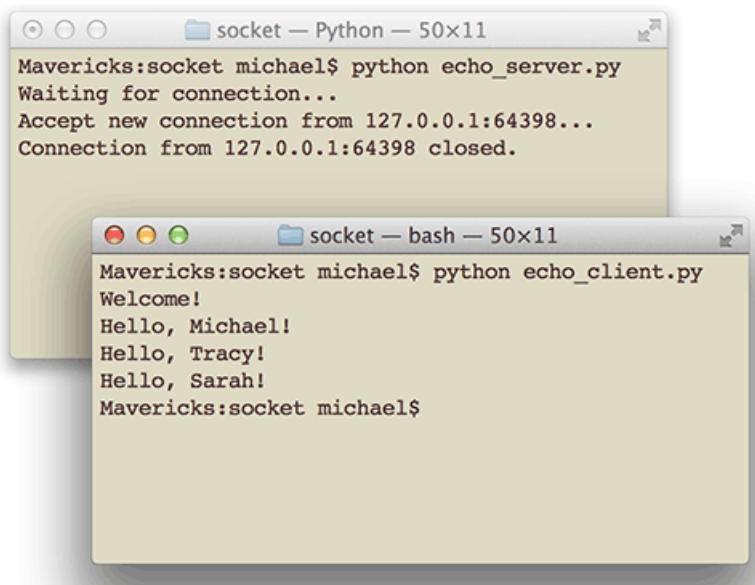 socket — Python — 50×11
Mavericks:socket michael$ python echo_server.py
Waiting for connection...
Accept new connection from 127.0.0.1:64398...
Connection from 127.0.0.1:64398 closed.
socket — bash — 50×11
Mavericks:socket michael$ python echo_client.py
Welcome!
Hello, Michael!
Hello, Tracy!
Hello, Sarah!
Mavericks:socket michael$